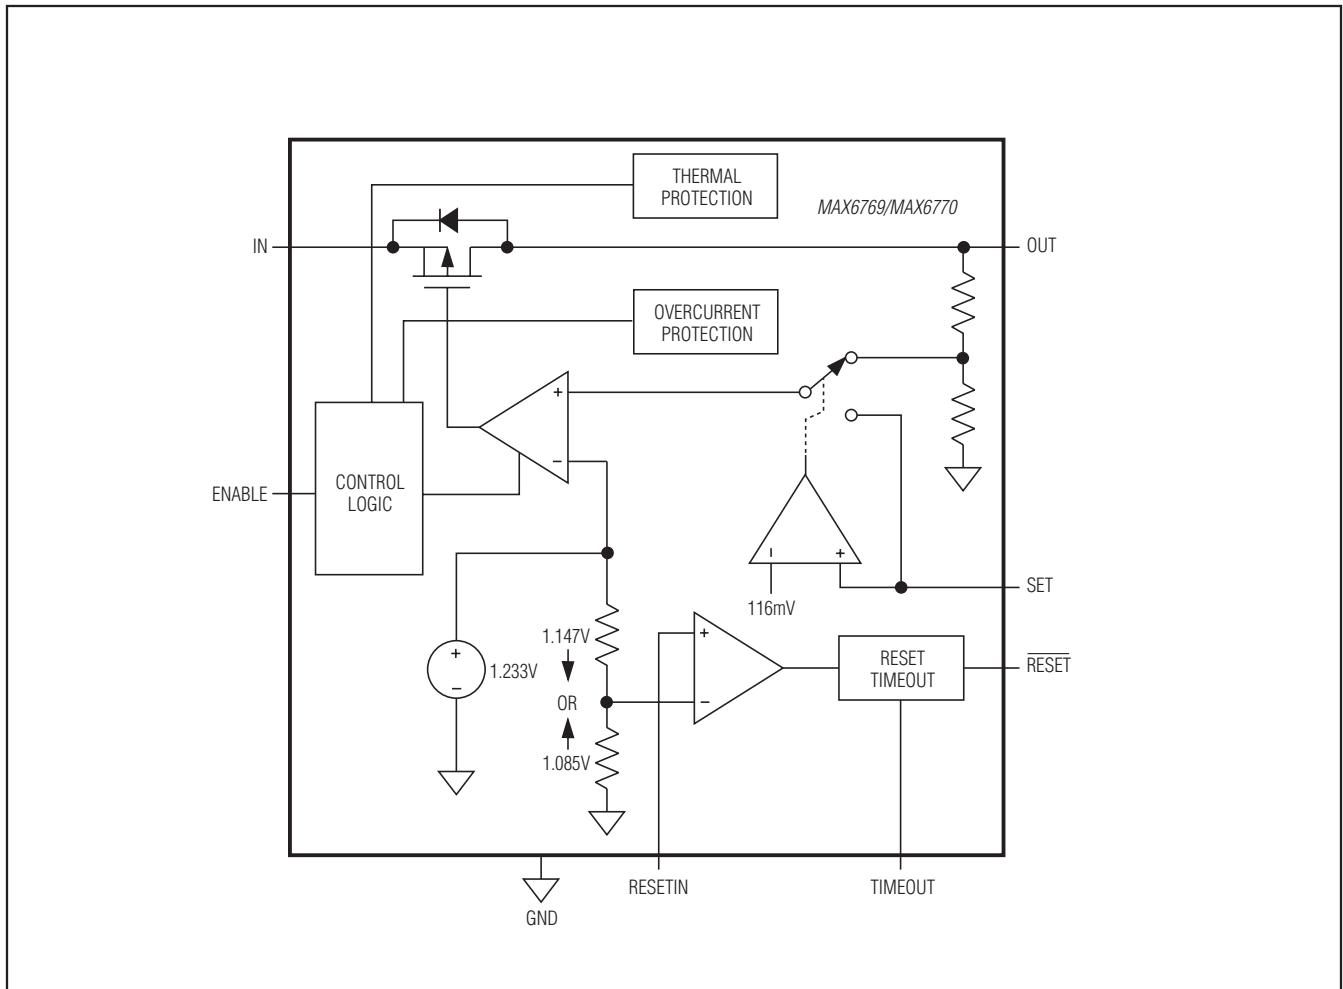 THERMAL
PROTECTION
MAX6769/MAX6770
IN
OUT
OVERCURRENT
PROTECTION
+
−
CONTROL
LOGIC
ENABLE
− +
116mV
SET
1.147V
+
−
1.233V
OR
1.085V
+
−
RESET
TIMEOUT
RESET
RESETIN
TIMEOUT
GND